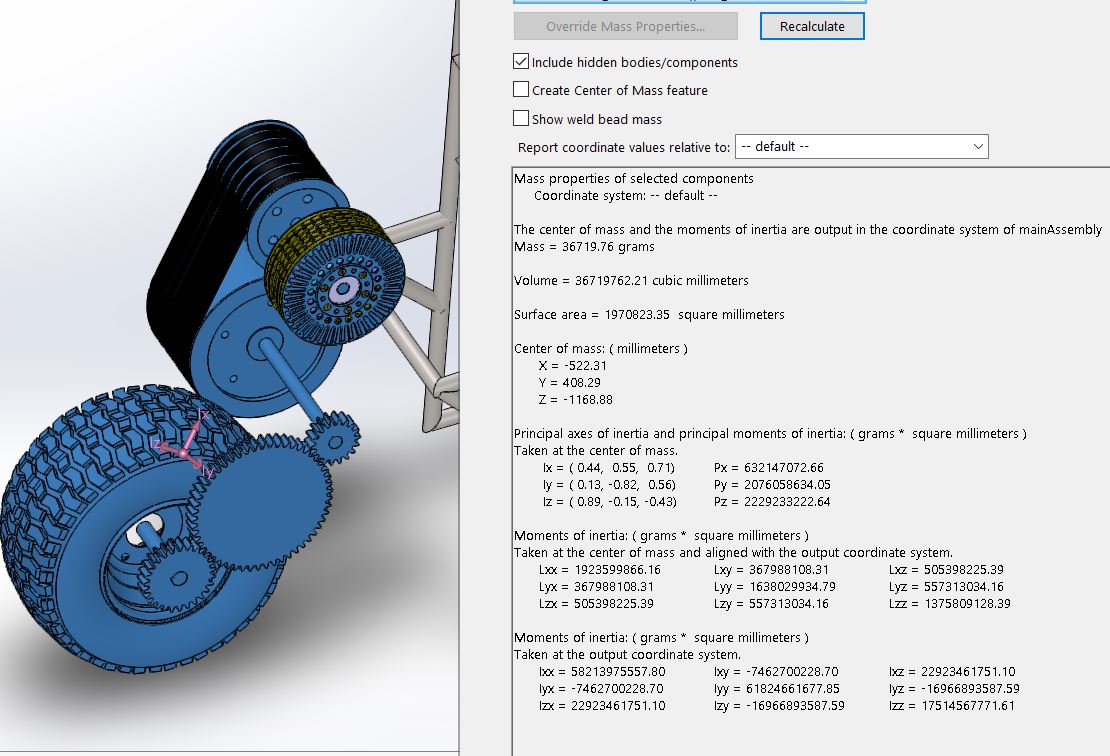 Override Mass Properties...
Recalculate
Include hidden bodies/components
Create Center of Mass feature
Show weld bead mass
Report coordinate values relative to: -- default --
Mass properties of selected components
Coordinate system: -- default --
The center of mass and the moments of inertia are output in the coordinate system of mainAssembly
Mass = 36719.76 grams
Volume = 36719762.21 cubic millimeters
Surface area = 1970823.35 square millimeters
Center of mass: ( millimeters )
X = -522.31
Y = 408.29
Z = -1168.88
Principal axes of inertia and principal moments of inertia: ( grams * square millimeters )
Taken at the center of mass.
Ix = ( 0.44, 0.55, 0.71) Px = 632147072.66
Iy = ( 0.13, -0.82, 0.56) Py = 2076058634.05
Iz = ( 0.89, -0.15, -0.43) Pz = 2229233222.64
Moments of inertia: ( grams * square millimeters )
Taken at the center of mass and aligned with the output coordinate system.
Lxx = 1923599866.16 Lxy = 367988108.31 Lxz = 505398225.39
Lyx = 367988108.31 Lyy = 1638029934.79 Lyz = 557313034.16
Lzx = 505398225.39 Lzy = 557313034.16 Lzz = 1375809128.39
Moments of inertia: ( grams * square millimeters )
Taken at the output coordinate system.
Ixx = 58213975557.80 Ixy = -7462700228.70 Ixz = 22923461751.10
Iyx = -7462700228.70 Iyy = 61824661677.85 Iyz = -16966893587.59
Izx = 22923461751.10 Izy = -16966893587.59 Izz = 17514567771.61
Ix
Iz
Iy